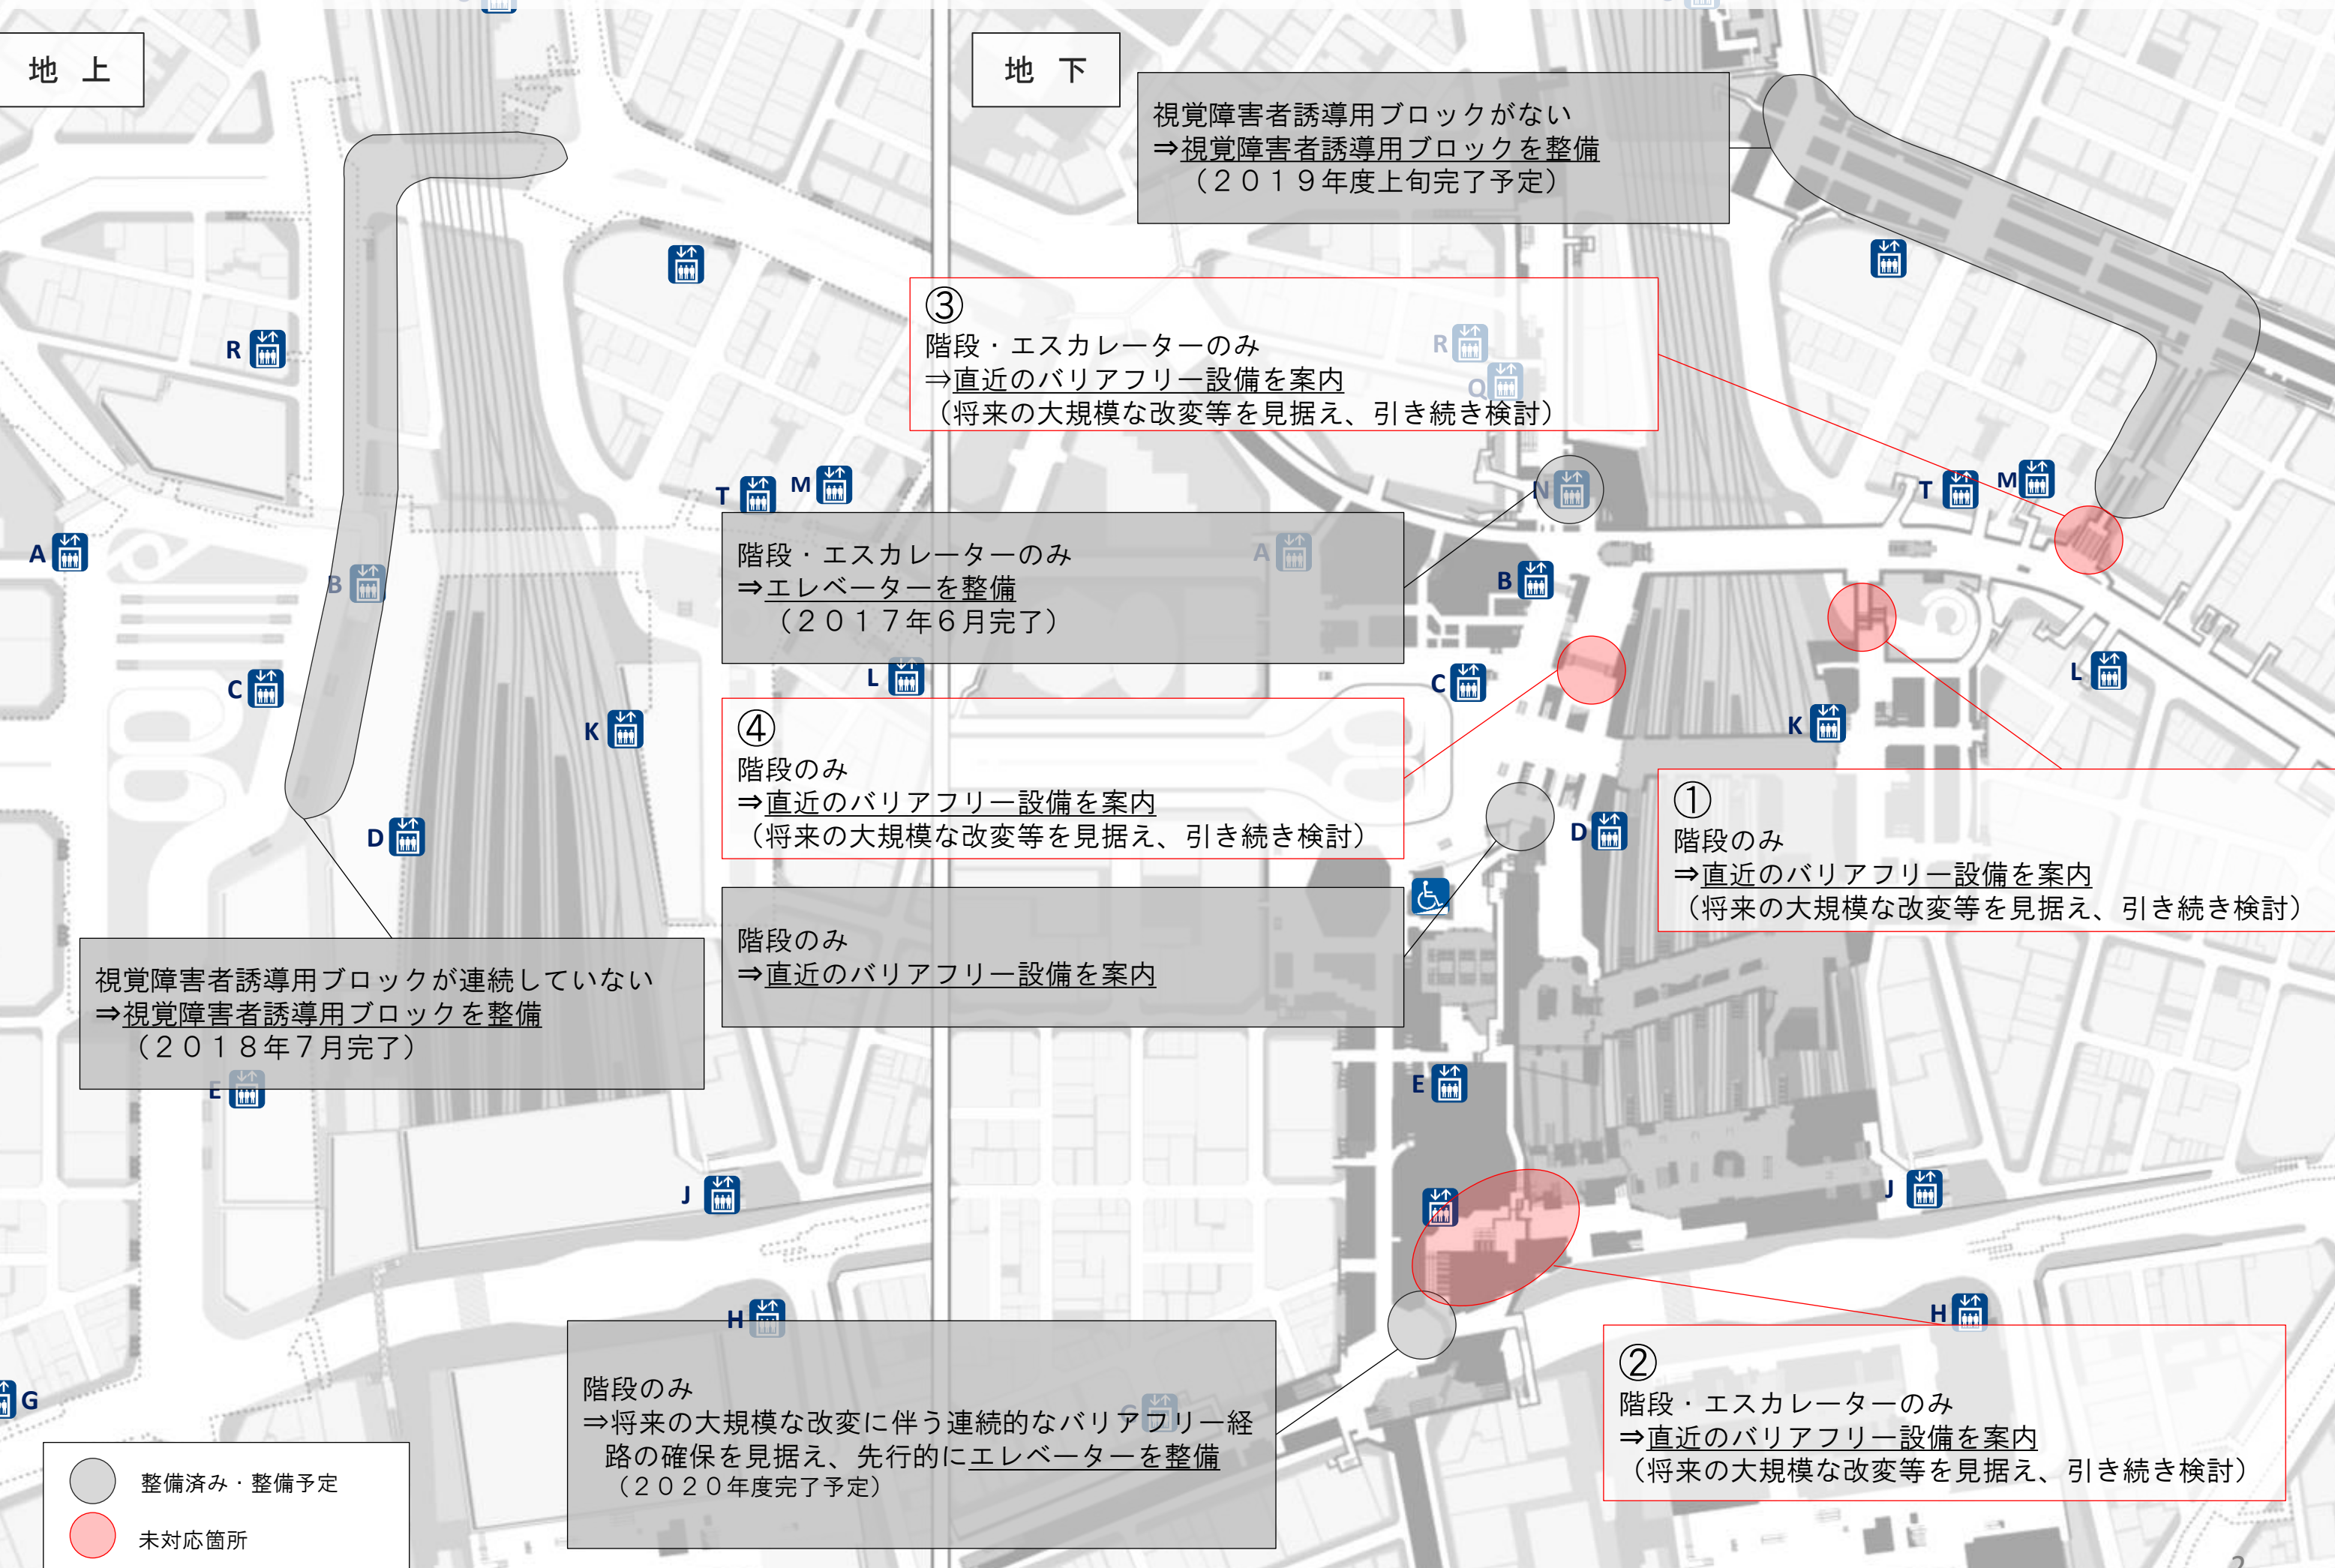 地 上
地 下
視覚障害者誘導用ブロックがない
⇒視覚障害者誘導用ブロックを整備
（２０１９年度上旬完了予定）
③
階段・エスカレーターのみ
⇒直近のバリアフリー設備を案内
（将来の大規模な改変等を見据え、引き続き検討）
R
R
Q
T
M
N
T
M
階段・エスカレーターのみ
⇒エレベーターを整備
（２０１７年６月完了）
A
A
B
B
L
C
C
L
K
K
④
階段のみ
⇒直近のバリアフリー設備を案内
（将来の大規模な改変等を見据え、引き続き検討）
①
階段のみ
⇒直近のバリアフリー設備を案内
（将来の大規模な改変等を見据え、引き続き検討）
D
D
階段のみ
⇒直近のバリアフリー設備を案内
視覚障害者誘導用ブロックが連続していない
⇒視覚障害者誘導用ブロックを整備
（２０１８年７月完了）
E
E
J
J
H
H
階段のみ
⇒将来の大規模な改変に伴う連続的なバリアフリー経
路の確保を見据え、先行的にエレベーターを整備
（２０２０年度完了予定）
G
G
②
階段・エスカレーターのみ
⇒直近のバリアフリー設備を案内
（将来の大規模な改変等を見据え、引き続き検討）
整備済み・整備予定
未対応箇所
2